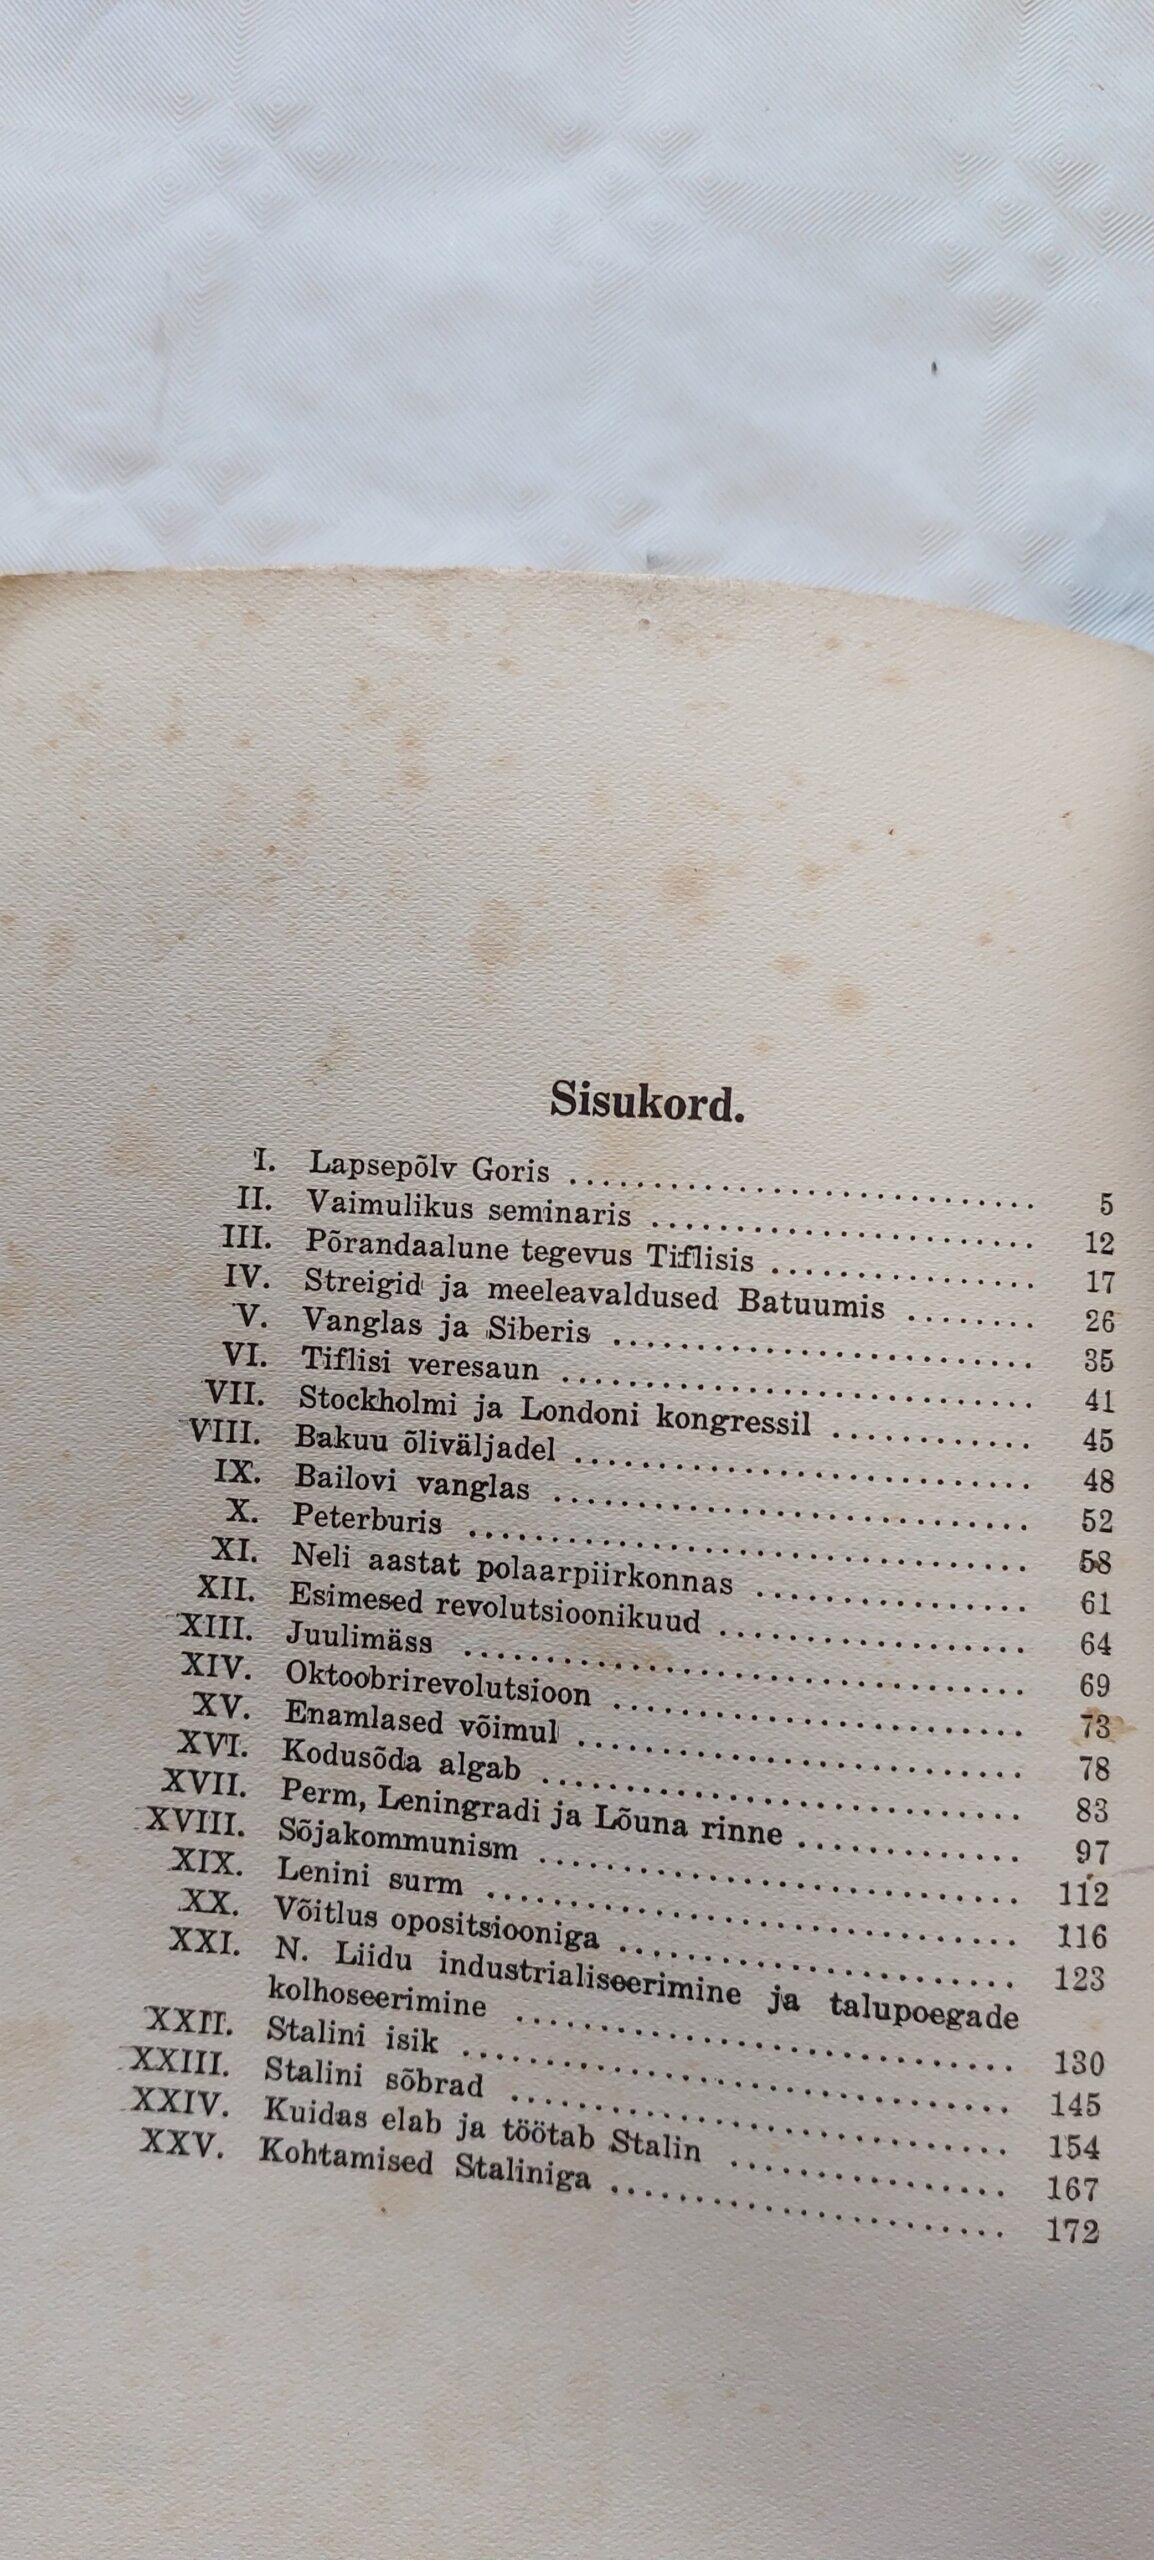 Sisukord.
I. Lapsepõlv Goris .............................. 5
II. Vaimulikus seminaris .............................. 12
III. Põrandaalune tegevus Tiflisis .................... 17
IV. Streigid ja meeleavaldused Batuumis ........ 26
V. Vanglas ja Siberis .............................. 35
VI. Tiflisi veresaun .............................. 41
VII. Stockholmi ja Londoni kongressil ............ 45
VIII. Bakuu õliväljadel .............................. 48
IX. Bailovi vanglas .............................. 52
X. Peterburis .............................. 58
XI. Neli aastat polaarpiirkonnas .................... 61
XII. Esimesed revolutsioonikuud .................... 64
XIII. Juulimäss .............................. 69
XIV. Oktoobrirevolutsioon .............................. 73
XV. Enamlased võimul .............................. 78
XVI. Kodusõda algab .............................. 83
XVII. Perm, Leningradi ja Lõuna rinne ............. 97
XVIII. Sõjakommunism .............................. 112
XIX. Lenini surm .............................. 116
XX. Võitlus opositsiooniga .............................. 123
XXI. N. Liidu industrialiseerimine ja talupoegade
kolhoseerimine .............................. 130
XXII. Stalini isik .............................. 145
XXIII. Stalini sõbrad .............................. 154
XXIV. Kuidas elab ja töötab Stalin ................. 167
XXV. Kohtamised Staliniga ........................ 172